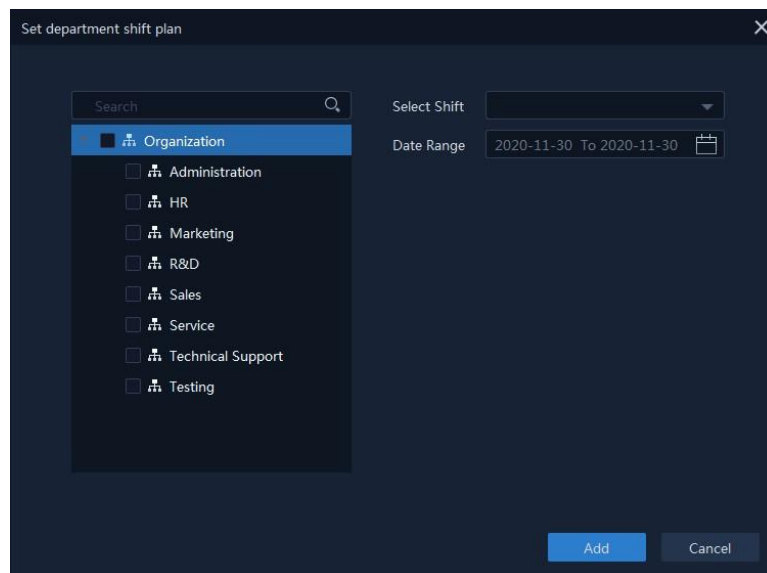 Set department shift plan
Search
Select Shift
Organization
Date Range
2020-11-30 To 2020-11-30
Administration
HR
Marketing
R&D
Sales
Service
Technical Support
Testing
Add
Cancel